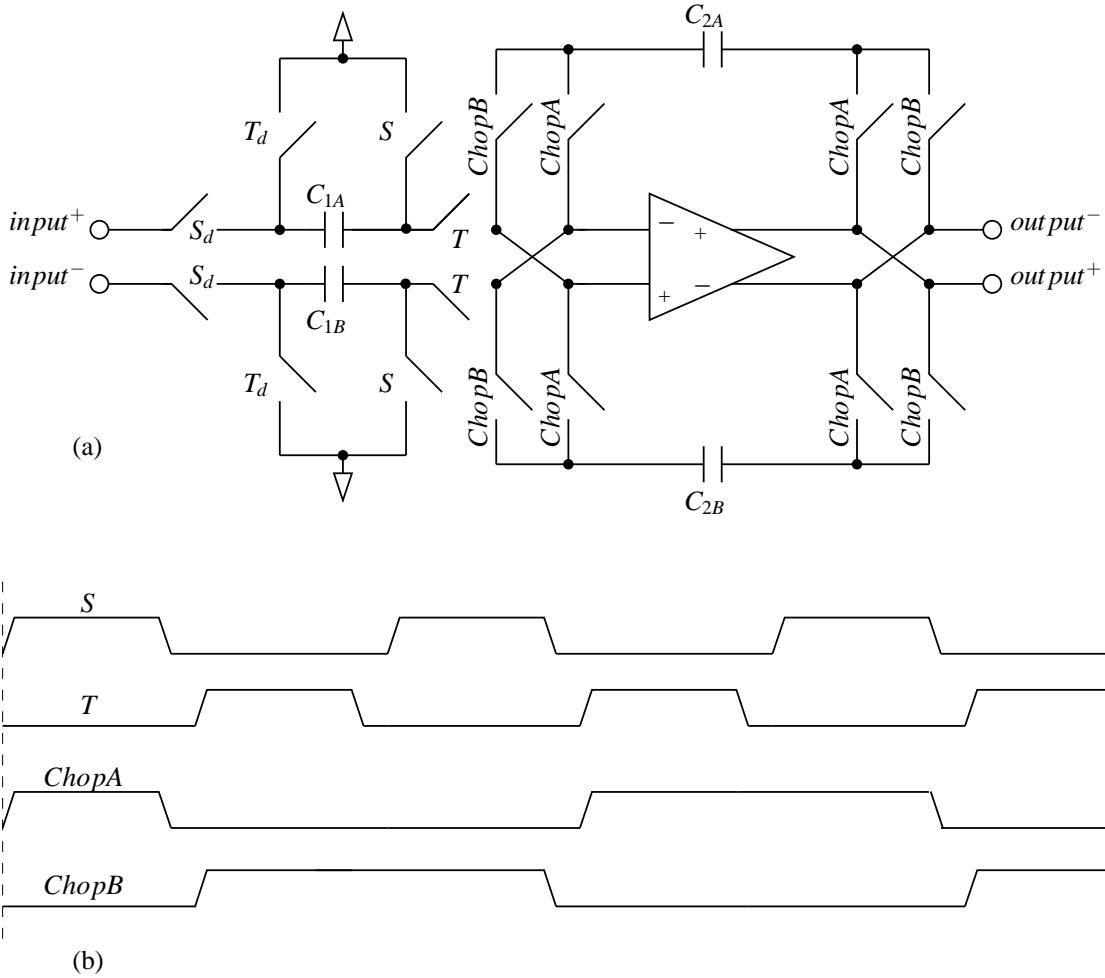 C2A
ChopB ChopA ChopA ChopB
Td S
C1A
input+ Sd T − + output−
input− Sd T + − output+
C1B
Td S
ChopB ChopA ChopA ChopB
(a)
C2B
S
T
ChopA
ChopB
(b)